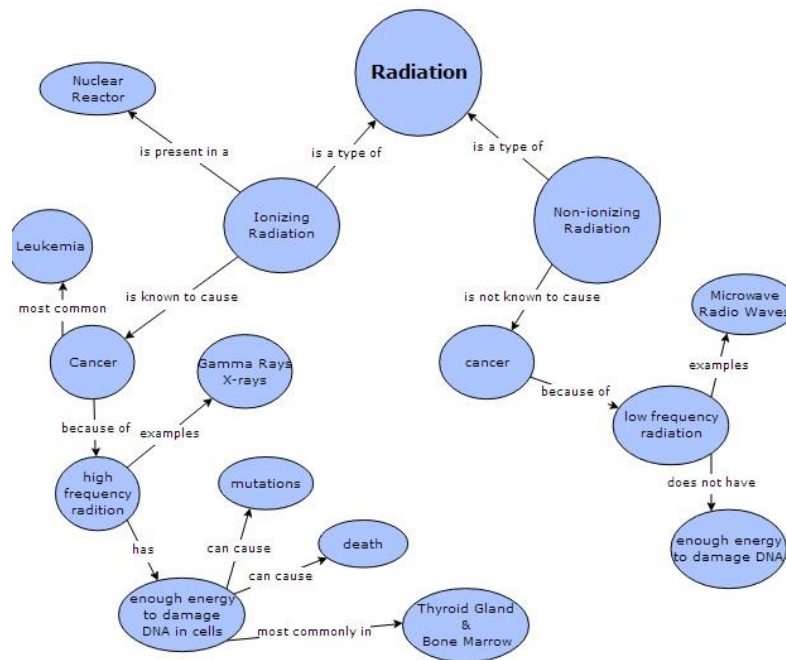 Radiation
Nuclear
Reactor
is present in a
is a type of
is a type of
Ionizing
Radiation
Non-ionizing
Radiation
Leukemia
most common
is known to cause
is not known to cause
Microwave
Radio Waves
Cancer
Gamma Rays
X-rays
cancer
examples
because of
low frequency
radiation
because of
examples
high
frequency
radition
does not have
mutations
has
can cause
death
can cause
enough energy
to damage DNA
enough energy
to damage
DNA in cells
most commonly in
Thyroid Gland
&
Bone Marrow